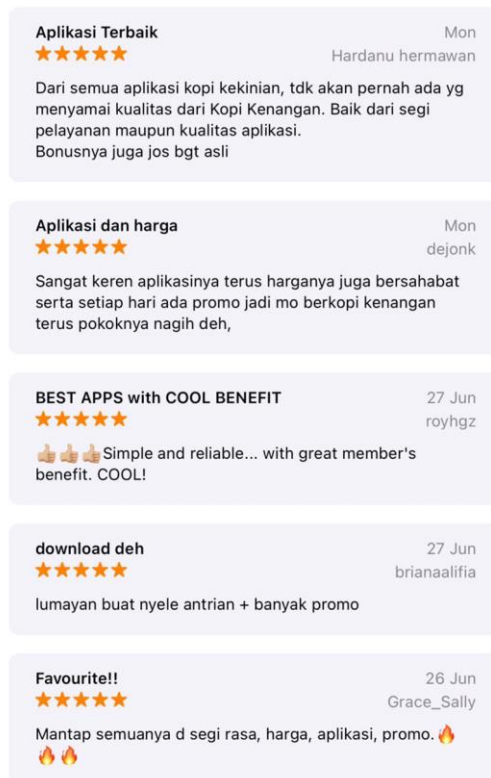 Aplikasi Terbaik Mon
★★★★★ Hardanu hermawan
Dari semua aplikasi kopi kekinian, tdk akan pernah ada yg
menyamai kualitas dari Kopi Kenangan. Baik dari segi
pelayanan maupun kualitas aplikasi.
Bonusnya juga jos bgt asli
Aplikasi dan harga Mon
★★★★★ dejonk
Sangat keren aplikasinya terus harganya juga bersahabat
serta setiap hari ada promo jadi mo berkopi kenangan
terus pokoknya nagih deh,
BEST APPS with COOL BENEFIT 27 Jun
★★★★★ royhgz
👍🏼👍🏼👍🏼Simple and reliable... with great member's
benefit. COOL!
download deh 27 Jun
★★★★★ brianaalifia
lumayan buat nyele antrian + banyak promo
Favourite!! 26 Jun
★★★★★ Grace_Sally
Mantap semuanya d segi rasa, harga, aplikasi, promo.🔥
🔥🔥